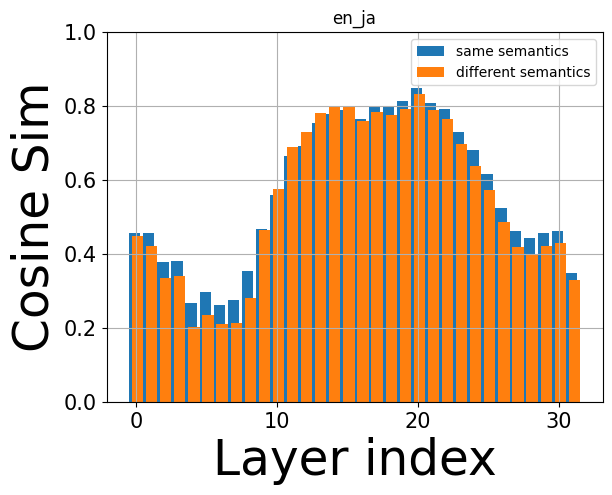 en_ja
same semantics
different semantics
Cosine Sim
1.0
0.8
0.6
0.4
0.2
0.0
0 10 20 30
Layer index